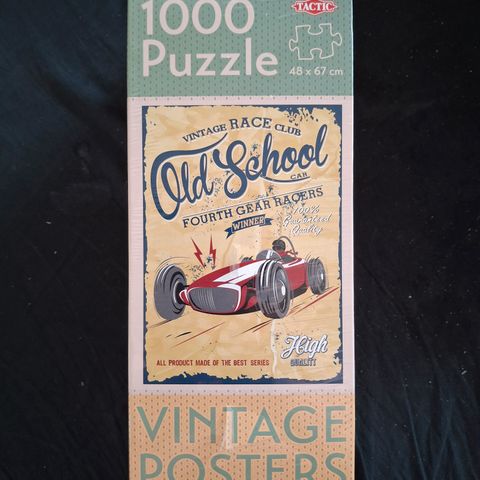 1000
TACTIC
Puzzle
48 x 67 cm
VINTAGE RACE CLUB
Old School
CAR
FOURTH GEAR RACERS
WINNER
100%
Guaranteed
Quality
High
QUALITY
ALL PRODUCT MADE OF THE BEST SERIES
VINTAGE
POSTERS